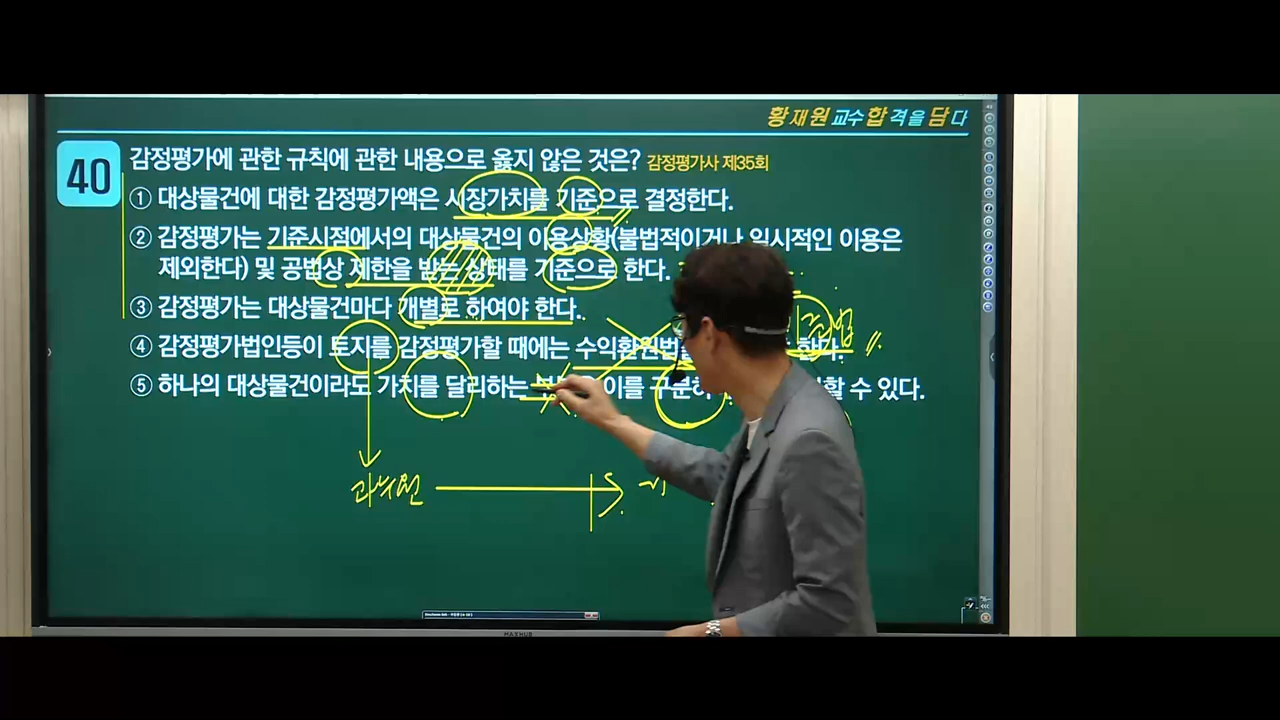 황재원 교수 합격을 담다
40
감정평가에 관한 규칙에 관한 내용으로 옳지 않은 것은? 감정평가사 제35회
① 대상물건에 대한 감정평가액은 시장가치를 기준으로 결정한다.
② 감정평가는 기준시점에서의 대상물건의 이용상황(불법적이거나 일시적인 이용은
제외한다) 및 공법상 제한을 받는 상태를 기준으로 한다.
③ 감정평가는 대상물건마다 개별로 하여야 한다.
④ 감정평가법인등이 토지를 감정평가할 때에는 수익환원법을 한다.
⑤ 하나의 대상물건이라도 가치를 달리하는 이를 구분하 할 수 있다.
과수원
MAXHUB